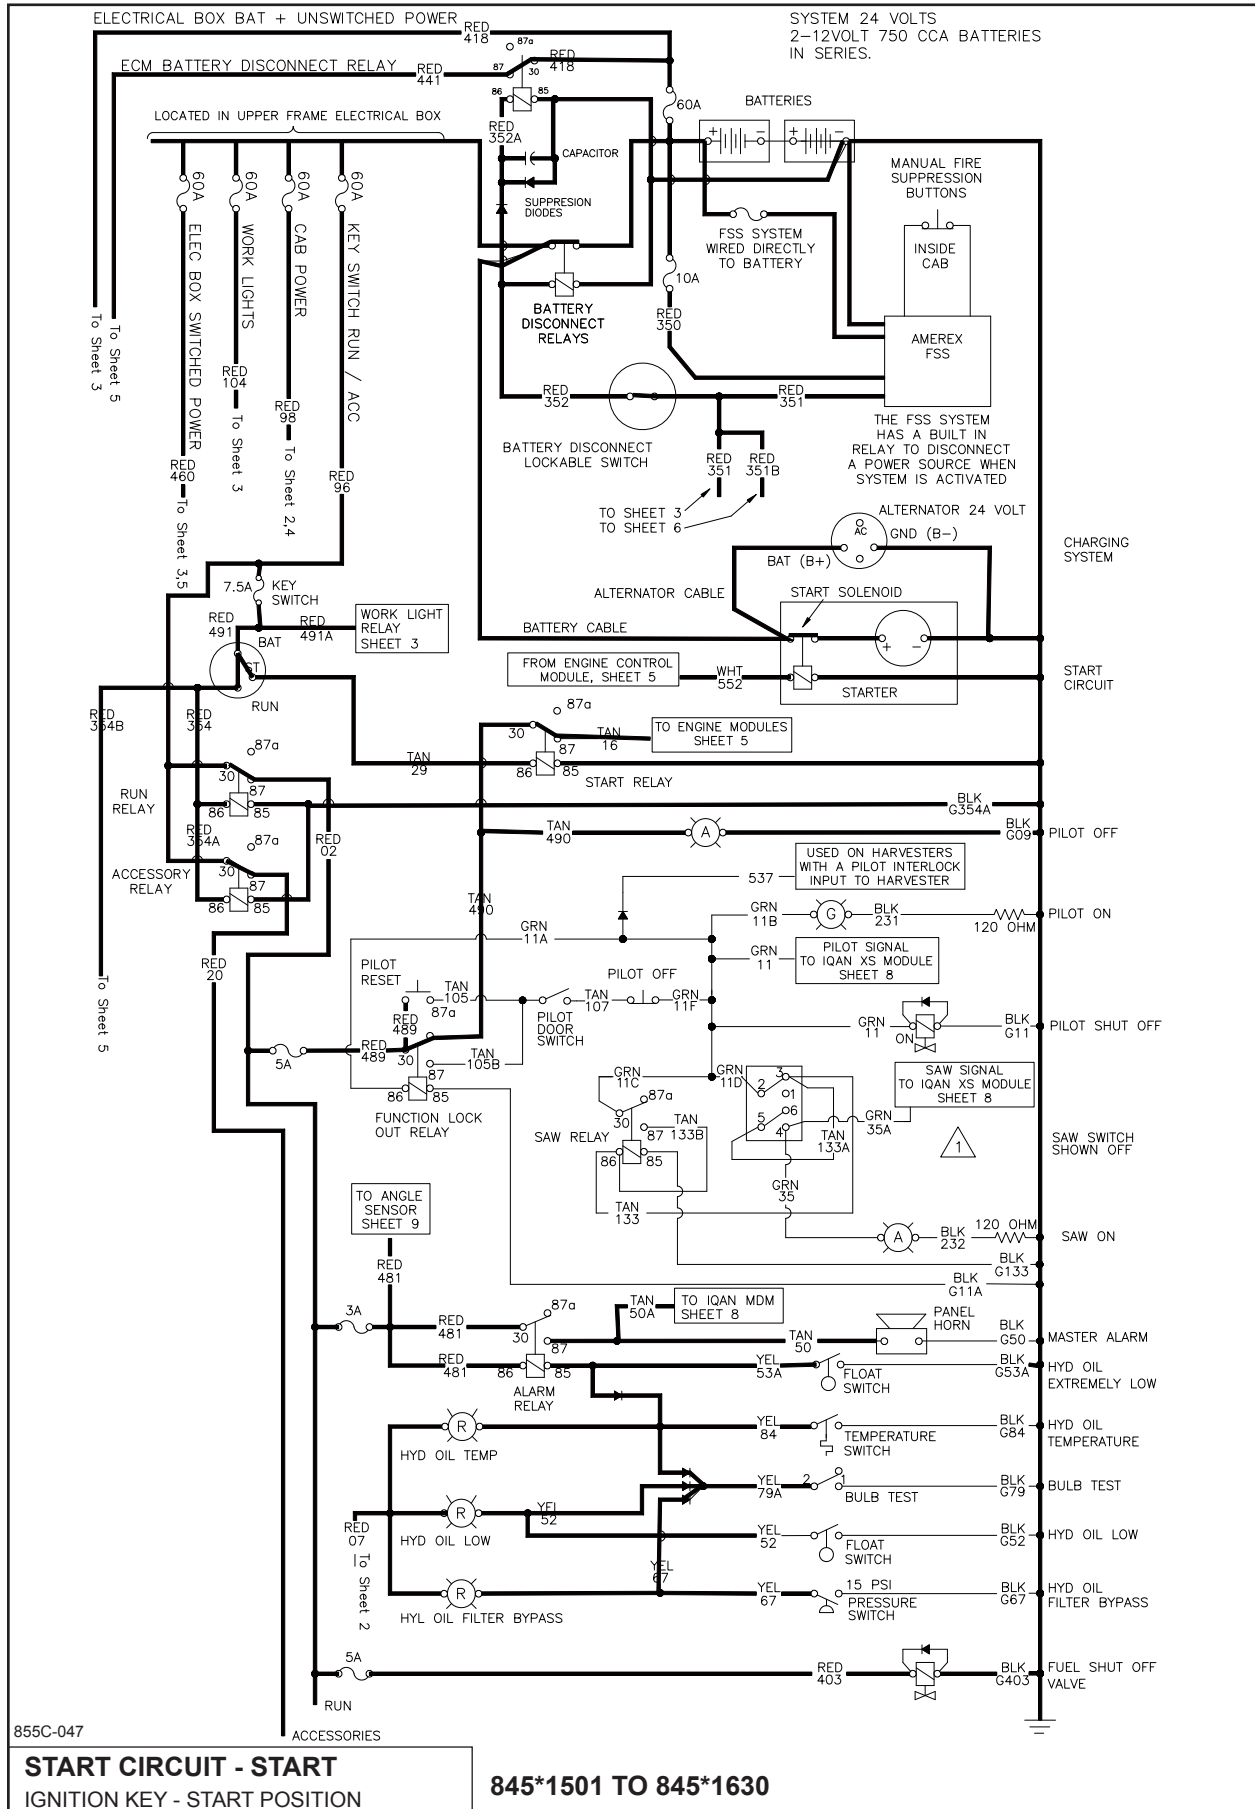 ELECTRICAL BOX BAT + UNSWITCHED POWER
RED
418
87a
87
30
RED
418
SYSTEM 24 VOLTS
2-12VOLT 750 CCA BATTERIES
IN SERIES.
ECM BATTERY DISCONNECT RELAY
RED
441
86
85
60A
BATTERIES
+
-
+
-
LOCATED IN UPPER FRAME ELECTRICAL BOX
RED
352A
CAPACITOR
SUPPRESION
DIODES
MANUAL FIRE
SUPPRESSION
BUTTONS
60A
60A
60A
60A
ELEC BOX SWITCHED POWER
WORK LIGHTS
CAB POWER
KEY SWITCH RUN / ACC
FSS SYSTEM
WIRED DIRECTLY
TO BATTERY
INSIDE
CAB
10A
BATTERY
DISCONNECT
RELAYS
RED
350
AMEREX
FSS
To Sheet 3
To Sheet 5
RED
104
To Sheet 3
RED
98
To Sheet 2,4
RED
460
To Sheet 3,5
RED
96
RED
352
RED
351
BATTERY DISCONNECT
LOCKABLE SWITCH
RED
351
RED
351B
THE FSS SYSTEM
HAS A BUILT IN
RELAY TO DISCONNECT
A POWER SOURCE WHEN
SYSTEM IS ACTIVATED
TO SHEET 3
TO SHEET 6
ALTERNATOR 24 VOLT
AC
GND (B-)
BAT (B+)
CHARGING
SYSTEM
7.5A
KEY
SWITCH
ALTERNATOR CABLE
START SOLENOID
RED
491
RED
491A
WORK LIGHT
RELAY
SHEET 3
BAT
ST
RUN
BATTERY CABLE
+
-
FROM ENGINE CONTROL
MODULE, SHEET 5
WHT
552
STARTER
START
CIRCUIT
RED
354B
RED
354
87a
30
87
TAN
16
TO ENGINE MODULES
SHEET 5
TAN
29
86
85
START RELAY
87a
30
87
RUN
RELAY
86
85
BLK
G354A
RED
354A
87a
RED
02
TAN
490
A
BLK
G09
PILOT OFF
30
87
ACCESSORY
RELAY
86
85
USED ON HARVESTERS
WITH A PILOT INTERLOCK
INPUT TO HARVESTER
537
TAN
490
GRN
11B
G
BLK
231
120 OHM
PILOT ON
GRN
11A
RED
20
PILOT
RESET
TAN
105
87a
PILOT OFF
GRN
11
PILOT SIGNAL
TO IQAN XS MODULE
SHEET 8
To Sheet 5
RED
489
PILOT
DOOR
SWITCH
TAN
107
GRN
11F
GRN
11
ON
BLK
G11
PILOT SHUT OFF
5A
RED
489
30
TAN
105B
87
86
85
FUNCTION LOCK
OUT RELAY
GRN
11C
GRN
11D
SAW SIGNAL
TO IQAN XS MODULE
SHEET 8
87a
30
SAW RELAY
87
TAN
133B
86
85
3
2
1
6
5
4
TAN
133A
GRN
35A
1
SAW SWITCH
SHOWN OFF
GRN
35
TO ANGLE
SENSOR
SHEET 9
TAN
133
A
BLK
232
120 OHM
SAW ON
RED
481
BLK
G133
BLK
G11A
3A
RED
481
87a
30
87
TAN
50A
TO IQAN MDM
SHEET 8
PANEL
HORN
TAN
50
BLK
G50
MASTER ALARM
RED
481
86
85
YEL
53A
FLOAT
SWITCH
BLK
G53A
HYD OIL
EXTREMELY LOW
ALARM
RELAY
R
HYD OIL TEMP
YEL
84
TEMPERATURE
SWITCH
BLK
G84
HYD OIL
TEMPERATURE
YEL
79A
2
1
BULB TEST
BLK
G79
BULB TEST
RED
07
To Sheet 2
R
HYD OIL LOW
YEL
52
YEL
52
FLOAT
SWITCH
BLK
G52
HYD OIL LOW
YEL
67
R
HYL OIL FILTER BYPASS
YEL
67
15 PSI
PRESSURE
SWITCH
BLK
G67
HYD OIL
FILTER BYPASS
5A
RED
403
BLK
G403
FUEL SHUT OFF
VALVE
RUN
ACCESSORIES
855C-047
START CIRCUIT - START
IGNITION KEY - START POSITION
845*1501 TO 845*1630